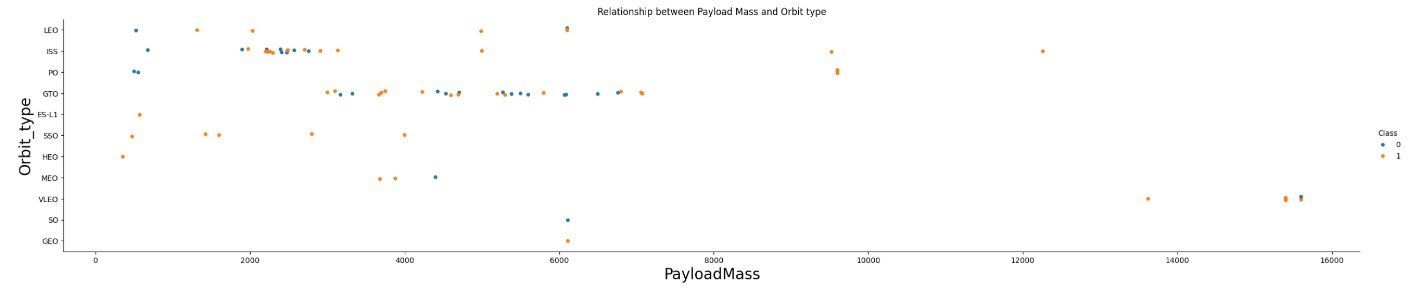 Relationship between Payload Mass and Orbit type
Orbit_type
LEO
ISS
PO
GTO
ES-L1
SSO
HEO
MEO
VLEO
SO
GEO
0 2000 4000 6000 8000 10000 12000 14000 16000
PayloadMass
Class
0
1